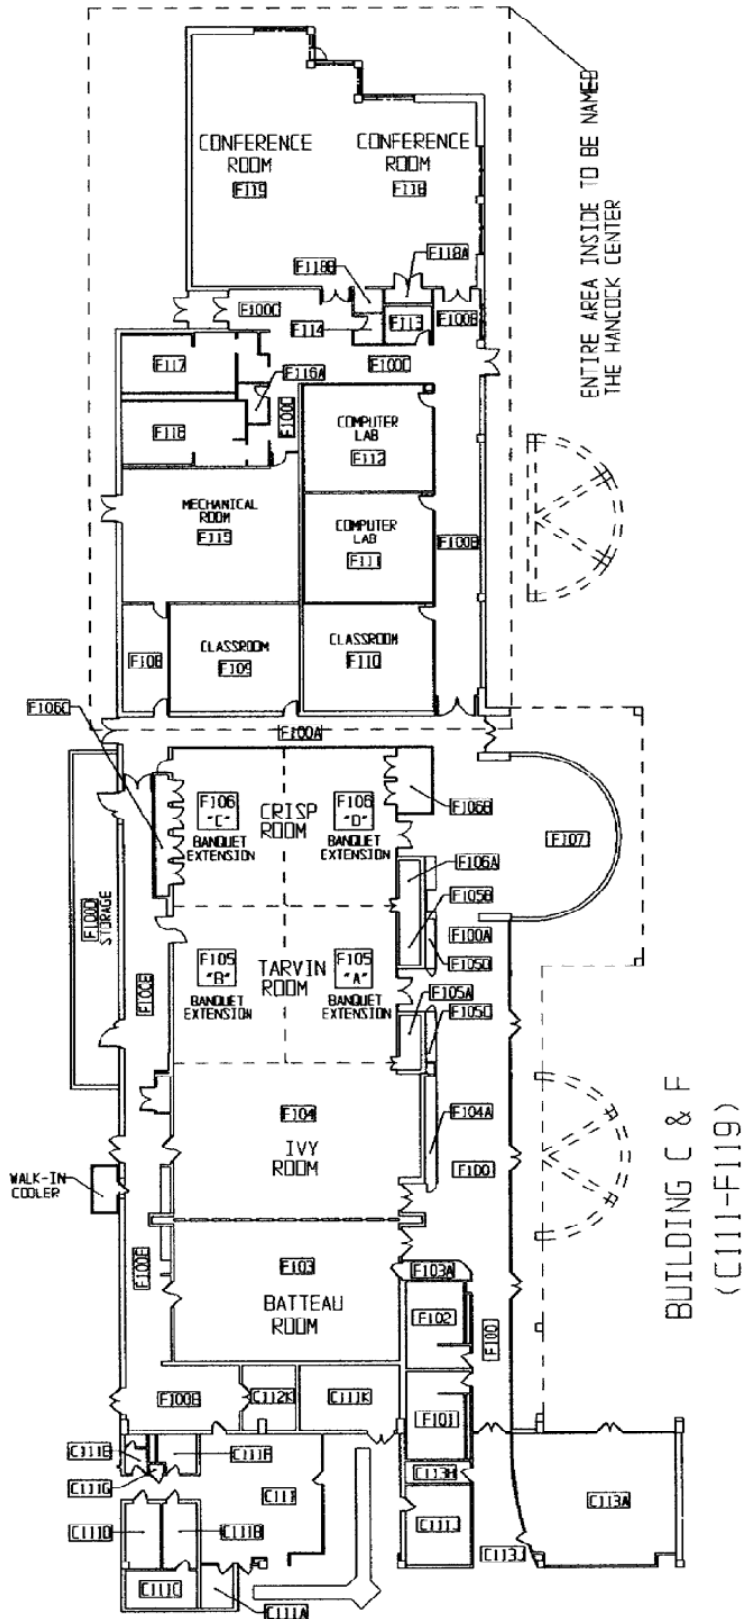 CONFERENCE
ROOM
F119
CONFERENCE
ROOM
F118
ENTIRE AREA INSIDE TO BE NAMED
THE HANCOCK CENTER
F118B
F118A
F100C
F114
F113
F100B
F117
F116A
F100C
F100C
F118
COMPUTER
LAB
F112
MECHANICAL
ROOM
F115
COMPUTER
LAB
F111
F100B
F108
CLASSROOM
F109
CLASSROOM
F110
F106C
F100A
F106
"C"
BANQUET
EXTENSION
CRISP
ROOM
F106
"D"
BANQUET
EXTENSION
F106B
F107
F106A
F105B
F100D
STORAGE
F100A
F105D
F100E
F105
"B"
BANQUET
EXTENSION
TARVIN
ROOM
F105
"A"
BANQUET
EXTENSION
F105A
F105C
F104
F104A
IVY
ROOM
F100
WALK-IN
COOLER
BUILDING C & F
(C111-F119)
F100E
F103
F103A
BATTEAU
ROOM
F102
F100
F100E
C112K
C111K
F101
C111E
C111F
C111G
C111
C113H
C111J
C113A
C111D
C111B
C113J
C111C
C111A